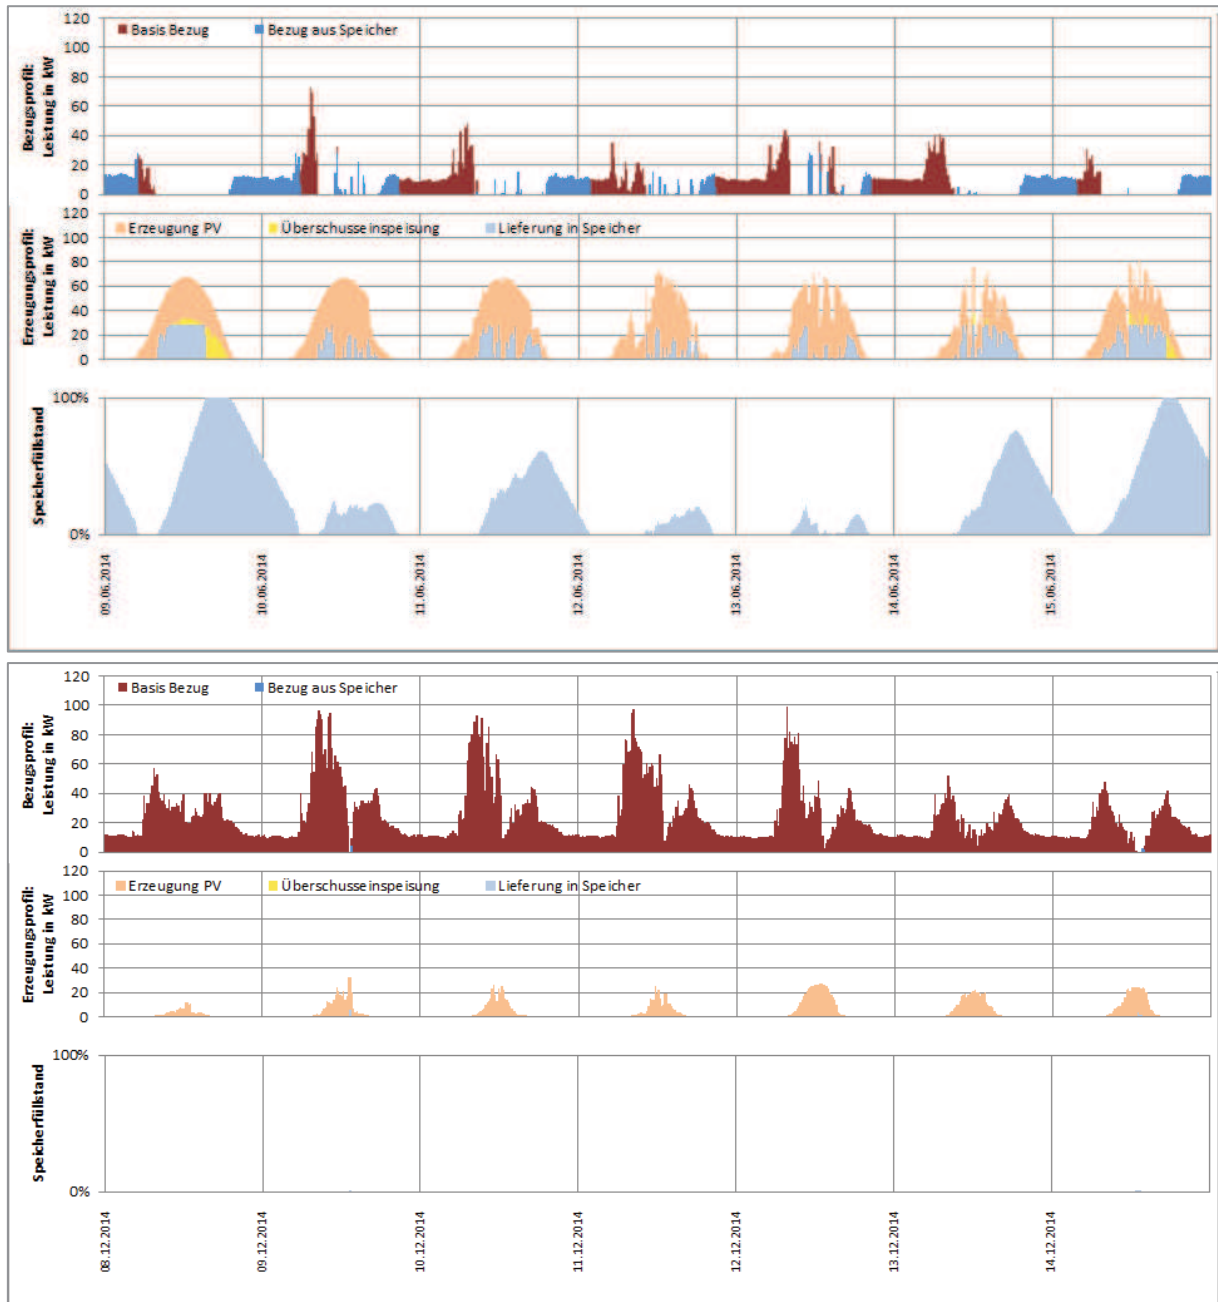 120
Basis Bezug
Bezug aus Speicher
100
80
60
40
20
0
Bezugsprofil:
Leistung in kW
120
Erzeugung PV
Überschusseinspeisung
Lieferung in Speicher
100
80
60
40
20
0
Erzeugungsprofil:
Leistung in kW
100%
0%
Speicherfüllstand
09.06.2014
10.06.2014
11.06.2014
12.06.2014
13.06.2014
14.06.2014
15.06.2014
120
Basis Bezug
Bezug aus Speicher
100
80
60
40
20
0
Bezugsprofil:
Leistung in kW
120
Erzeugung PV
Überschusseinspeisung
Lieferung in Speicher
100
80
60
40
20
0
Erzeugungsprofil:
Leistung in kW
100%
0%
Speicherfüllstand
08.12.2014
09.12.2014
10.12.2014
11.12.2014
12.12.2014
13.12.2014
14.12.2014